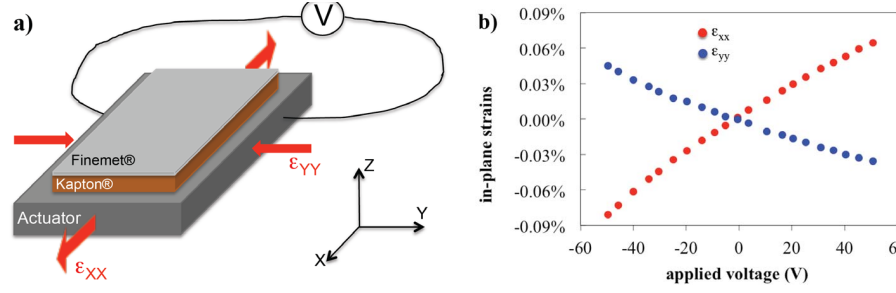 a)
V
Finemet®
Kapton®
Actuator
εYY
εXX
Z
Y
X
b)
in-plane strains
0.09%
0.06%
0.03%
0.00%
-0.03%
-0.06%
-0.09%
εxx
εyy
-60 -40 -20 0 20 40
applied voltage (V)